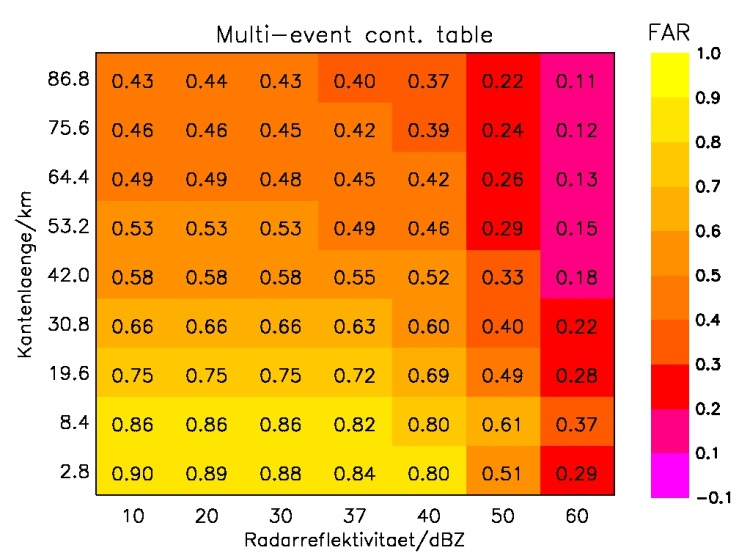 Multi-event cont. table
FAR
86.8 0.43 0.44 0.43 0.40 0.37 0.22 0.11
75.6 0.46 0.46 0.45 0.42 0.39 0.24 0.12
64.4 0.49 0.49 0.48 0.45 0.42 0.26 0.13
53.2 0.53 0.53 0.53 0.49 0.46 0.29 0.15
42.0 0.58 0.58 0.58 0.55 0.52 0.33 0.18
30.8 0.66 0.66 0.66 0.63 0.60 0.40 0.22
19.6 0.75 0.75 0.75 0.72 0.69 0.49 0.28
8.4 0.86 0.86 0.86 0.82 0.80 0.61 0.37
2.8 0.90 0.89 0.88 0.84 0.80 0.51 0.29
10 20 30 37 40 50 60
Radarreflektivitaet/dBZ
Kantenlaenge/km
1.0
0.9
0.8
0.7
0.6
0.5
0.4
0.3
0.2
0.1
-0.1